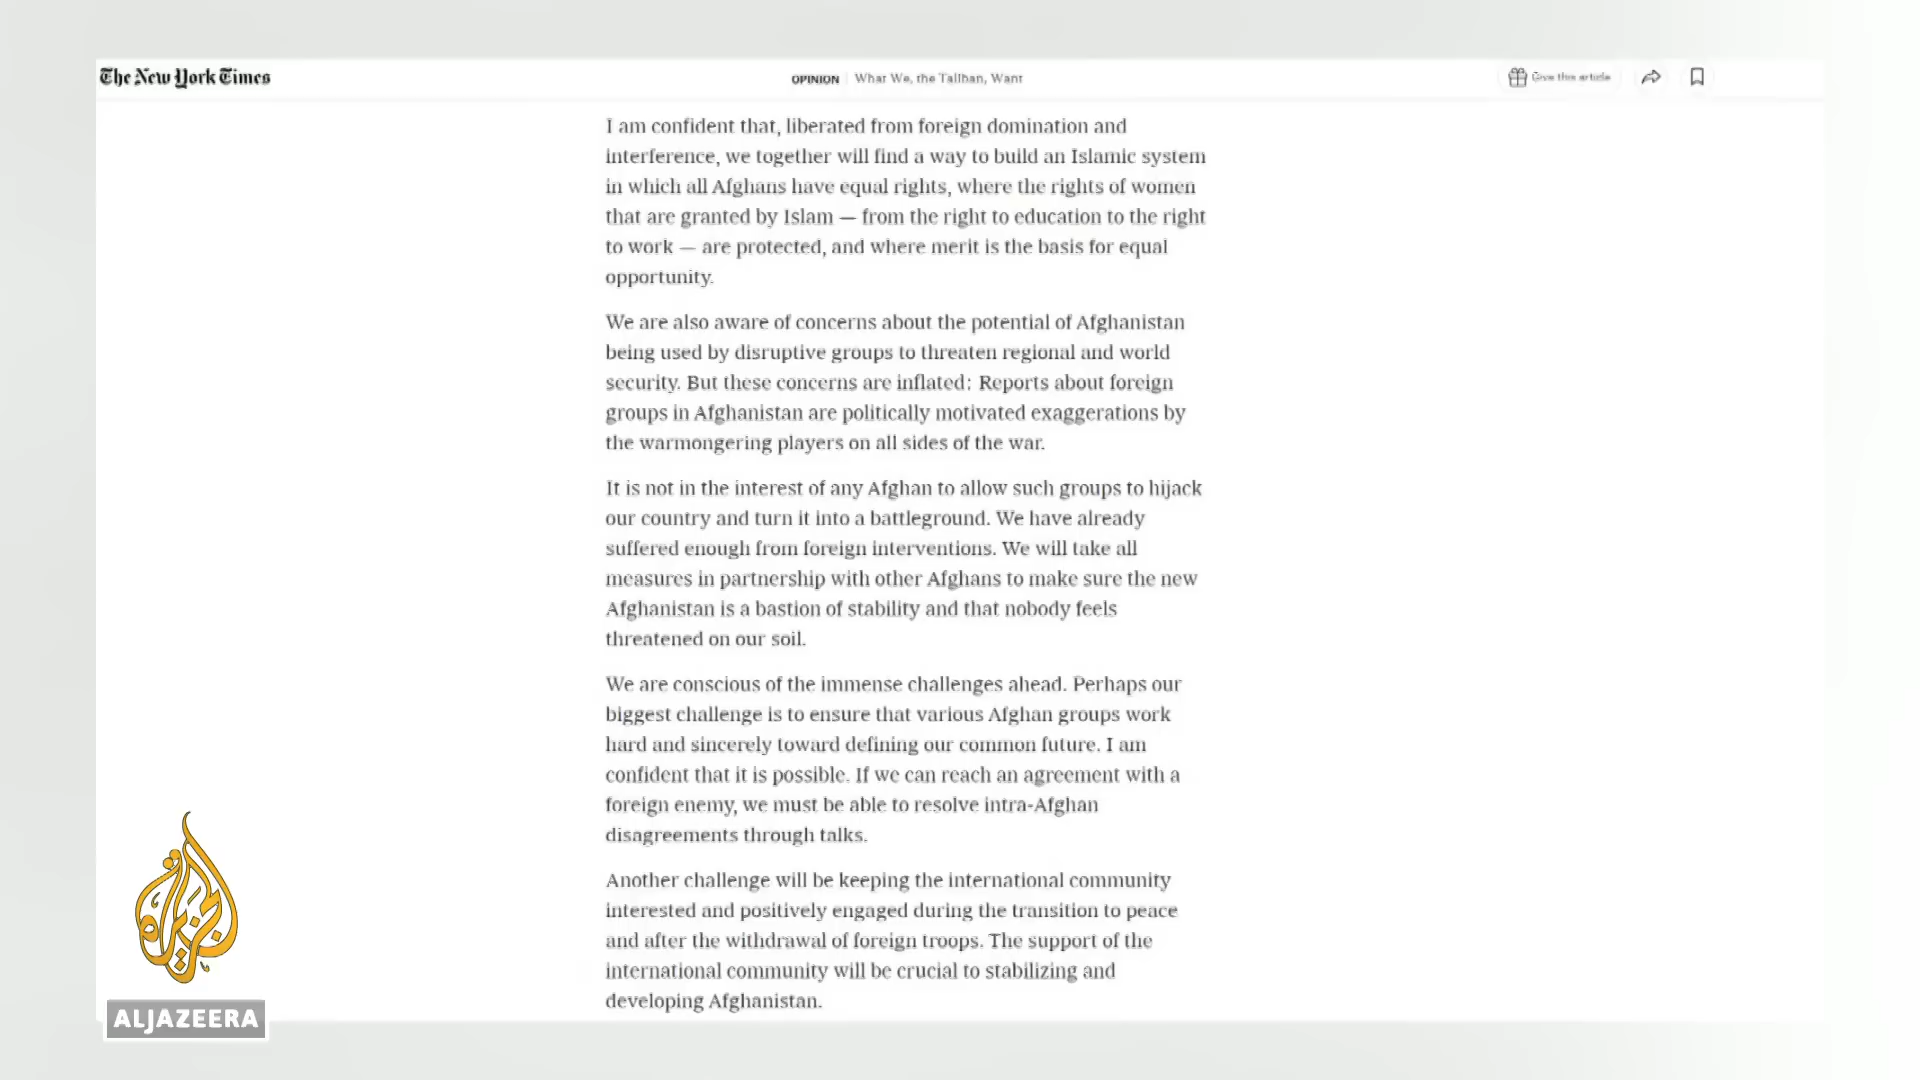 The New York Times
OPINION | What We, the Taliban, Want
Give this article
I am confident that, liberated from foreign domination and
interference, we together will find a way to build an Islamic system
in which all Afghans have equal rights, where the rights of women
that are granted by Islam — from the right to education to the right
to work — are protected, and where merit is the basis for equal
opportunity.
We are also aware of concerns about the potential of Afghanistan
being used by disruptive groups to threaten regional and world
security. But these concerns are inflated: Reports about foreign
groups in Afghanistan are politically motivated exaggerations by
the warmongering players on all sides of the war.
It is not in the interest of any Afghan to allow such groups to hijack
our country and turn it into a battleground. We have already
suffered enough from foreign interventions. We will take all
measures in partnership with other Afghans to make sure the new
Afghanistan is a bastion of stability and that nobody feels
threatened on our soil.
We are conscious of the immense challenges ahead. Perhaps our
biggest challenge is to ensure that various Afghan groups work
hard and sincerely toward defining our common future. I am
confident that it is possible. If we can reach an agreement with a
foreign enemy, we must be able to resolve intra-Afghan
disagreements through talks.
Another challenge will be keeping the international community
interested and positively engaged during the transition to peace
and after the withdrawal of foreign troops. The support of the
international community will be crucial to stabilizing and
developing Afghanistan.
الجزيرة
ALJAZEERA